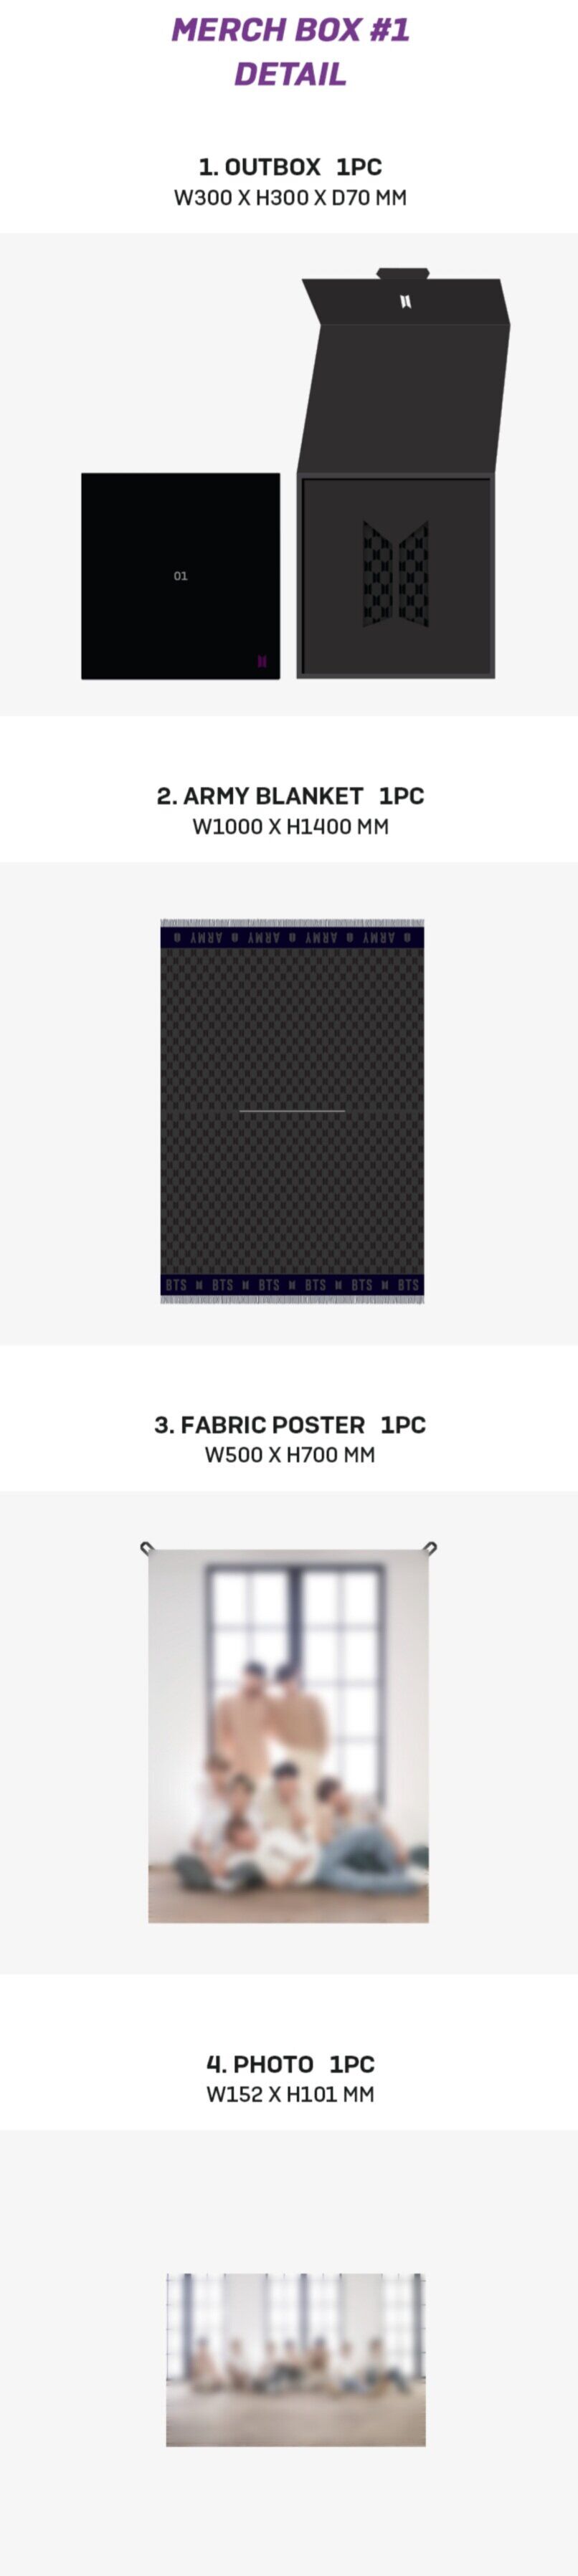 MERCH BOX #1
DETAIL
1. OUTBOX 1PC
W300 X H300 X D70 MM
01
2. ARMY BLANKET 1PC
W1000 X H1400 MM
ARMY ARMY ARMY ARMY
BTS BTS BTS BTS BTS BTS
3. FABRIC POSTER 1PC
W500 X H700 MM
4. PHOTO 1PC
W152 X H101 MM